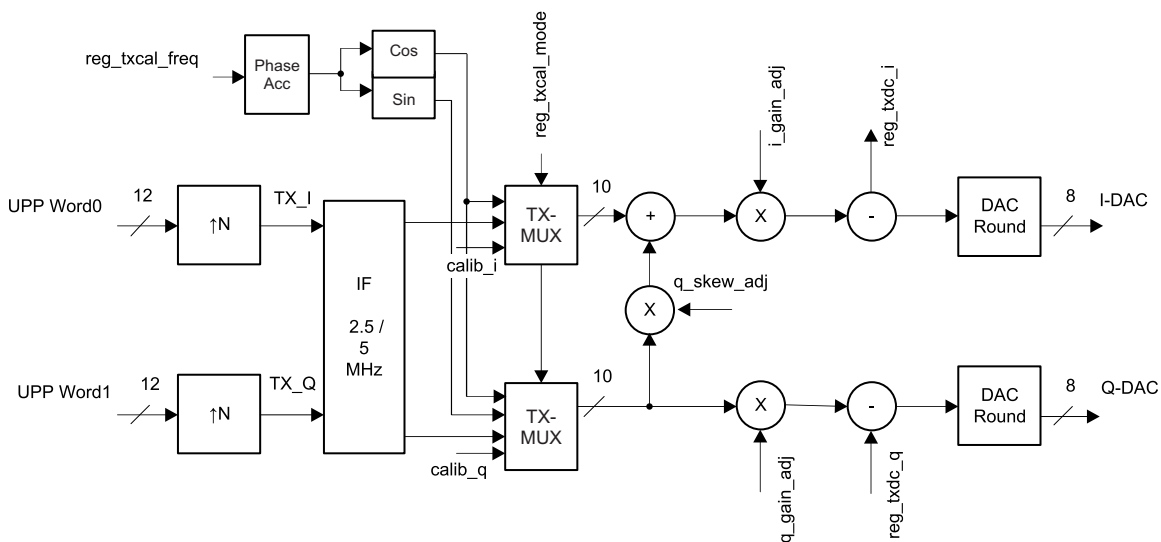 reg_txcal_freq
Phase
Acc
Cos
Sin
reg_txcal_mode
i_gain_adj
reg_txdc_i
UPP Word0
12
↑N
TX_I
IF
2.5 /
5
MHz
TX-
MUX
calib_i
10
+
X
-
DAC
Round
8
I-DAC
X
q_skew_adj
UPP Word1
12
↑N
TX_Q
TX-
MUX
calib_q
10
X
-
DAC
Round
8
Q-DAC
q_gain_adj
reg_txdc_q